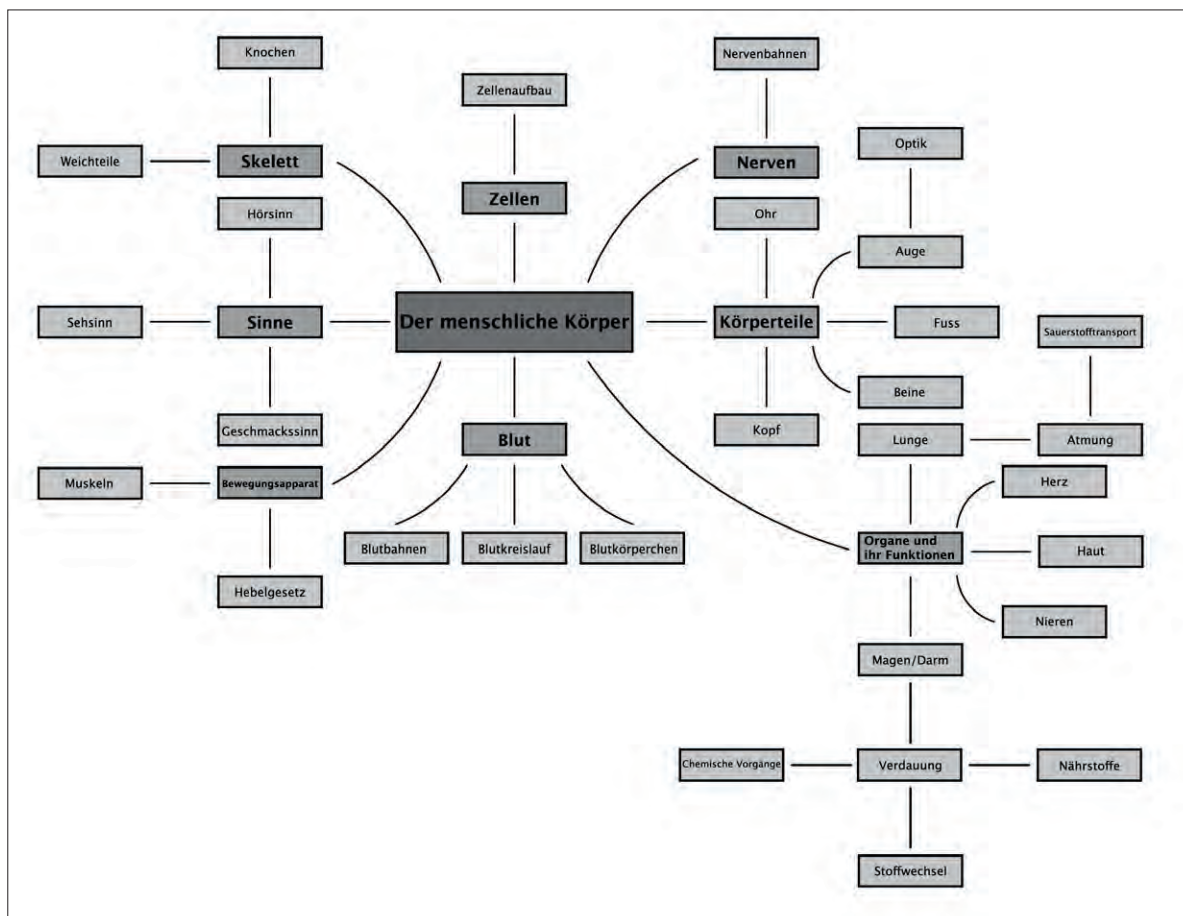 Knochen
Nervenbahnen
Zellenaufbau
Weichteile
Skelett
Nerven
Optik
Zellen
Hörsinn
Ohr
Auge
Sehsinn
Sinne
Der menschliche Körper
Körperteile
Fuss
Sauerstofftransport
Beine
Geschmackssinn
Blut
Kopf
Lunge
Atmung
Muskeln
Bewegungsapparat
Herz
Blutbahnen
Blutkreislauf
Blutkörperchen
Organe und
ihr Funktionen
Haut
Hebelgesetz
Nieren
Magen/Darm
Chemische Vorgänge
Verdauung
Nährstoffe
Stoffwechsel